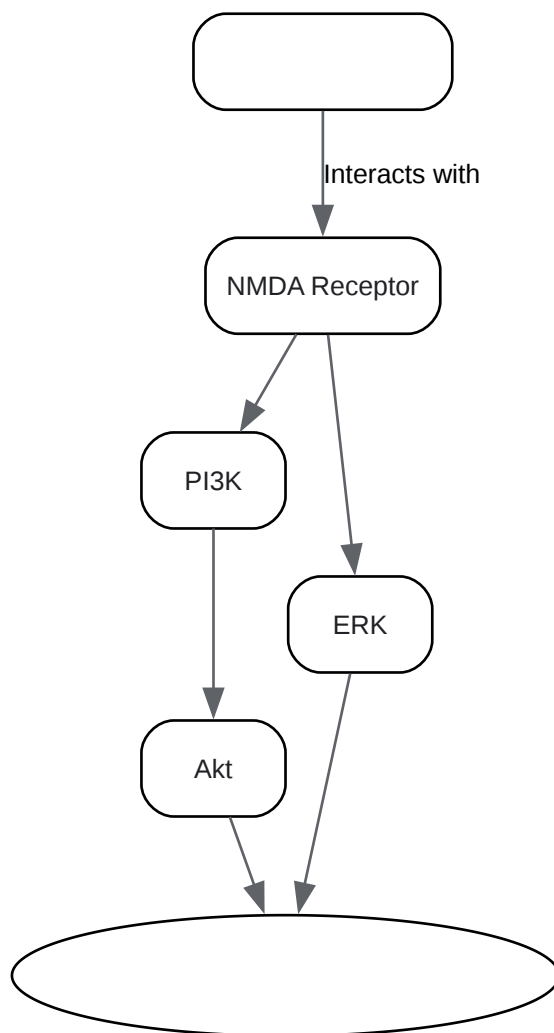 Interacts with
NMDA Receptor
PI3K
ERK
Akt